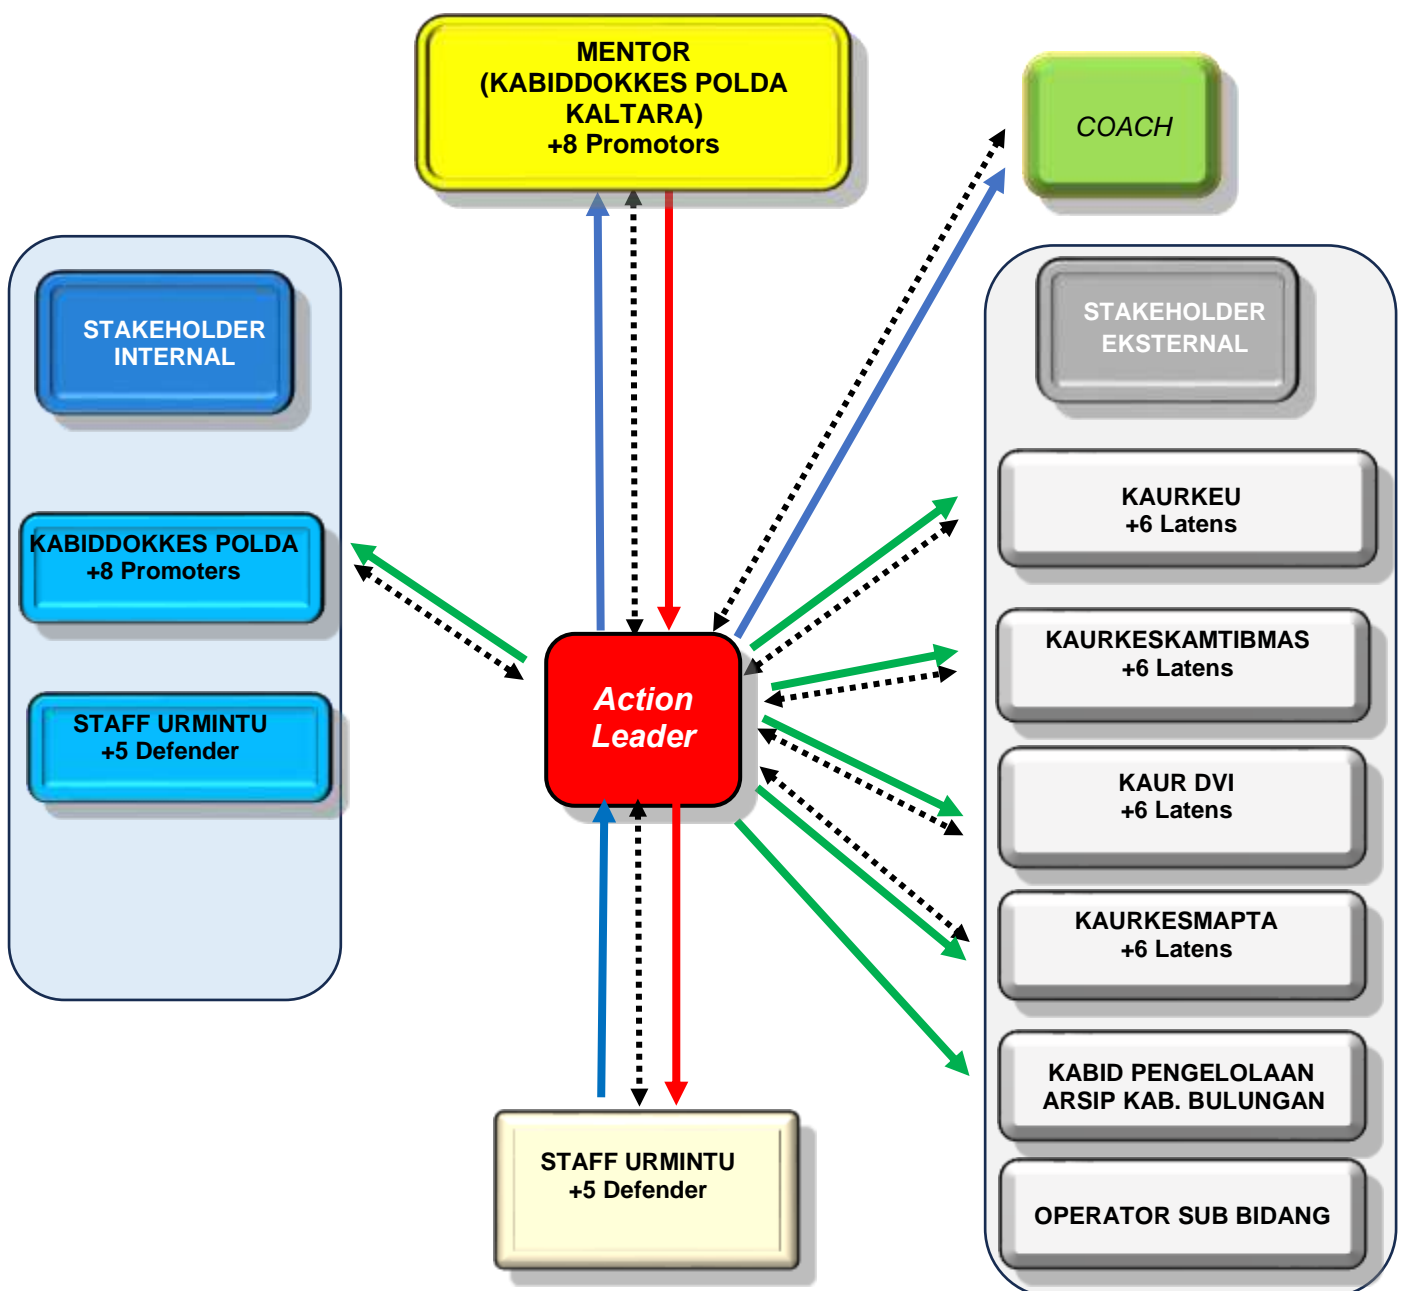 MENTOR
(KABIDDOKKES POLDA
KALTARA)
+8 Promotors
COACH
STAKEHOLDER
INTERNAL
KABIDDOKKES POLDA
+8 Promoters
STAFF URMINTU
+5 Defender
Action
Leader
STAFF URMINTU
+5 Defender
STAKEHOLDER
EKSTERNAL
KAURKEU
+6 Latens
KAURKESKAMTIBMAS
+6 Latens
KAUR DVI
+6 Latens
KAURKESMAPTA
+6 Latens
KABID PENGELOLAAN
ARSIP KAB. BULUNGAN
OPERATOR SUB BIDANG